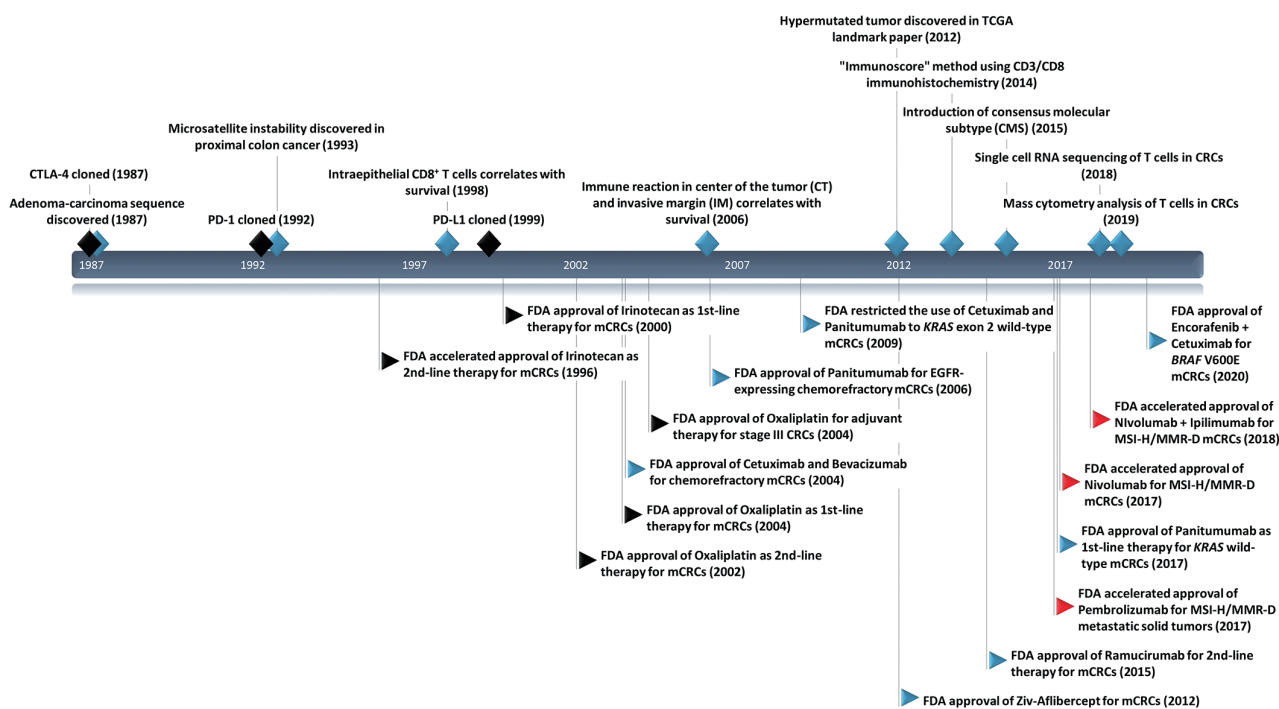 Hypermutated tumor discovered in TCGA
landmark paper (2012)
"Immunoscore" method using CD3/CD8
immunohistochemistry (2014)
Introduction of consensus molecular
subtype (CMS) (2015)
Microsatellite instability discovered in
proximal colon cancer (1993)
Single cell RNA sequencing of T cells in CRCs
(2018)
CTLA-4 cloned (1987)
Intraepithelial CD8⁺ T cells correlates with
survival (1998)
Immune reaction in center of the tumor (CT)
and invasive margin (IM) correlates with
survival (2006)
Adenoma-carcinoma sequence
discovered (1987)
PD-1 cloned (1992)
PD-L1 cloned (1999)
Mass cytometry analysis of T cells in CRCs
(2019)
1987
1992
1997
2002
2007
2012
2017
FDA approval of Irinotecan as 1st-line
therapy for mCRCs (2000)
FDA restricted the use of Cetuximab and
Panitumumab to KRAS exon 2 wild-type
mCRCs (2009)
FDA approval of
Encorafenib +
Cetuximab for
BRAF V600E
mCRCs (2020)
FDA accelerated approval of Irinotecan as
2nd-line therapy for mCRCs (1996)
FDA approval of Panitumumab for EGFR-
expressing chemorefractory mCRCs (2006)
FDA approval of Oxaliplatin for adjuvant
therapy for stage III CRCs (2004)
FDA accelerated approval of
NIvolumab + Ipilimumab for
MSI-H/MMR-D mCRCs (2018)
FDA approval of Cetuximab and Bevacizumab
for chemorefractory mCRCs (2004)
FDA accelerated approval of
Nivolumab for MSI-H/MMR-D
mCRCs (2017)
FDA approval of Oxaliplatin as 1st-line
therapy for mCRCs (2004)
FDA approval of Panitumumab as
1st-line therapy for KRAS wild-
type mCRCs (2017)
FDA approval of Oxaliplatin as 2nd-line
therapy for mCRCs (2002)
FDA accelerated approval of
Pembrolizumab for MSI-H/MMR-D
metastatic solid tumors (2017)
FDA approval of Ramucirumab for 2nd-line
therapy for mCRCs (2015)
FDA approval of Ziv-Aflibercept for mCRCs (2012)